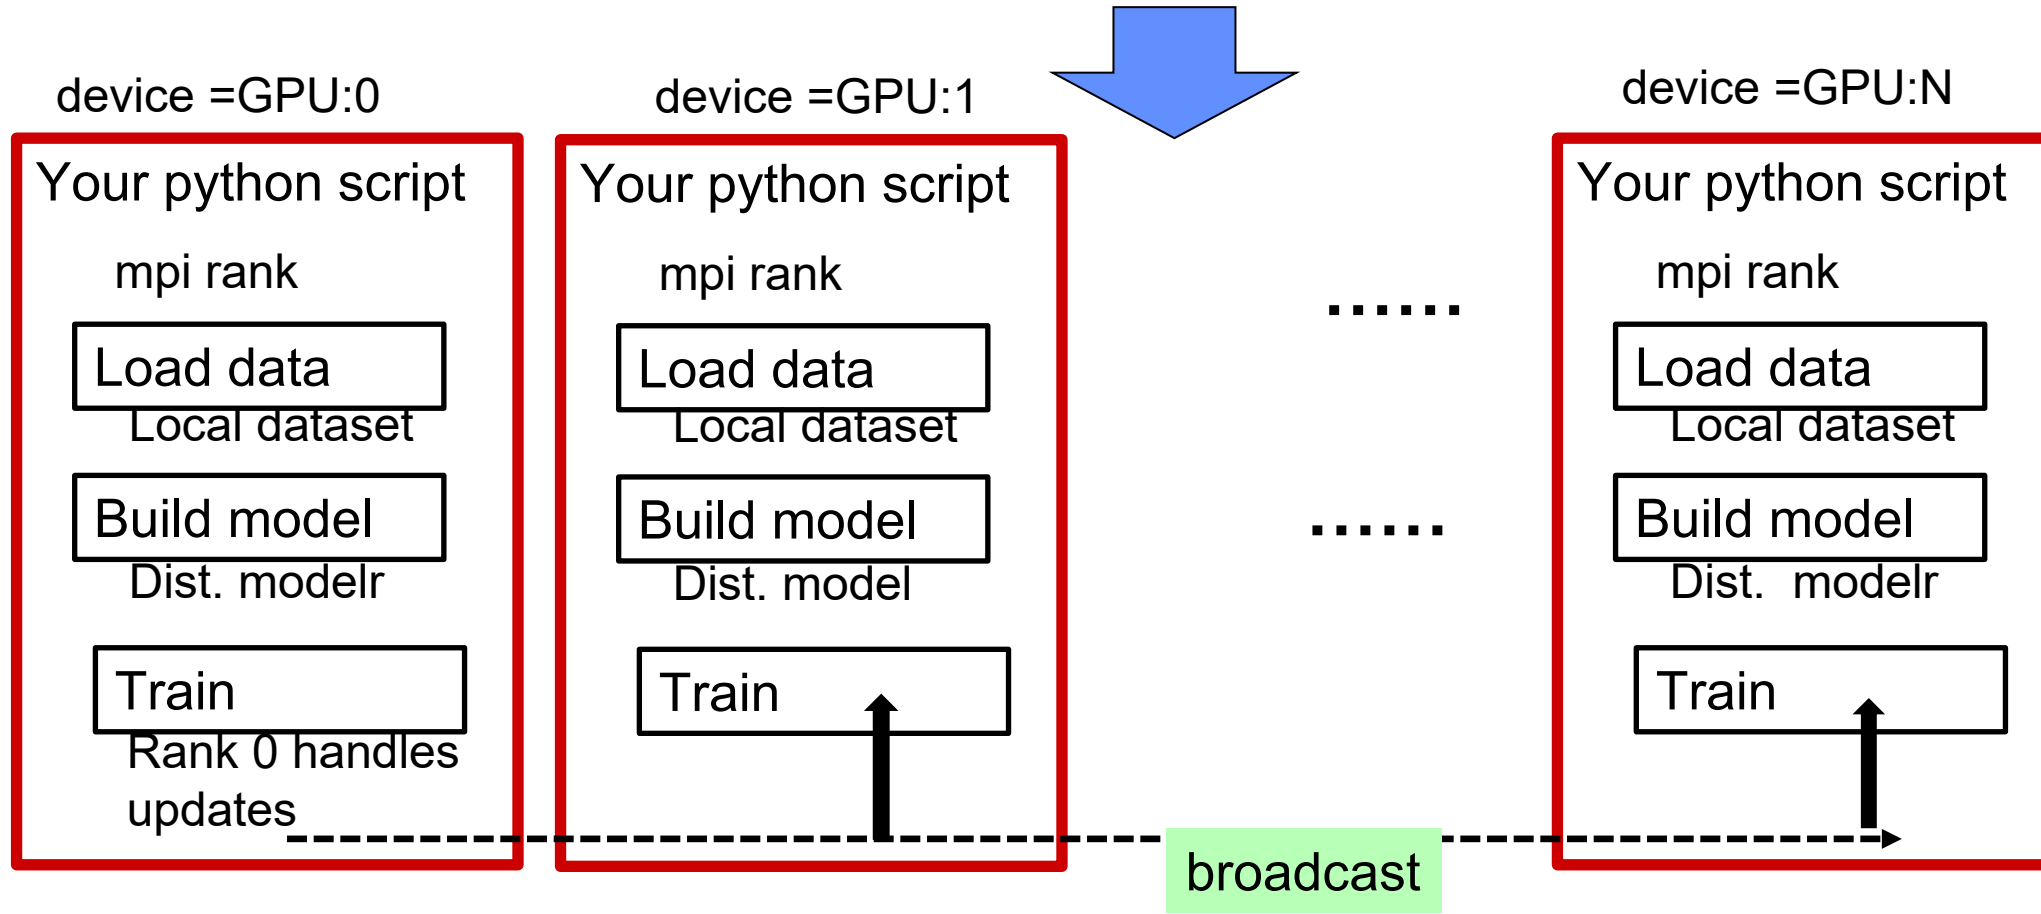 device =GPU:0
Your python script
mpi rank
Load data
Local dataset
Build model
Dist. modelr
Train
Rank 0 handles
updates
device =GPU:1
Your python script
mpi rank
Load data
Local dataset
Build model
Dist. model
Train
......
......
broadcast
device =GPU:N
Your python script
mpi rank
Load data
Local dataset
Build model
Dist.  modelr
Train